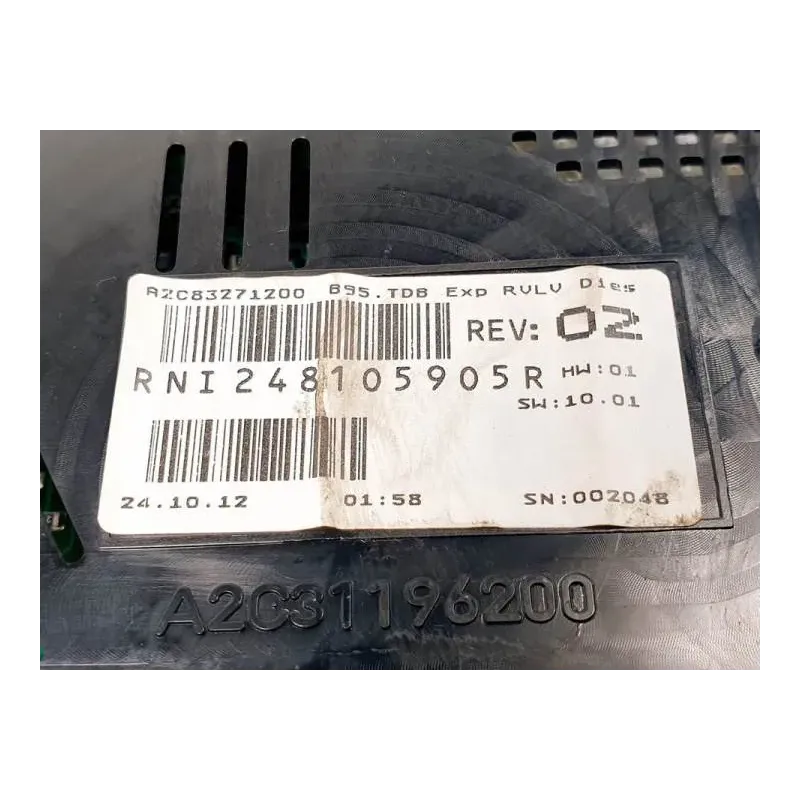 A2C83271200 B95.TDB Exp RVLV Dies
REV: 02
RNI248105905R HW:01
SW:10.01
24.10.12 01:58 SN:002048
A2C31196200